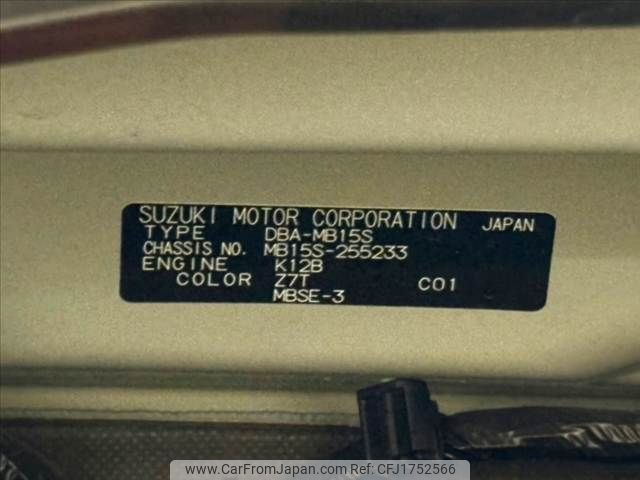 SUZUKI MOTOR CORPORATION JAPAN
TYPE DBA-MB15S
CHASSIS NO. MB15S-255233
ENGINE K12B
COLOR Z7T C01
MBSE-3
www.CarFromJapan.com Ref: CFJ1752566